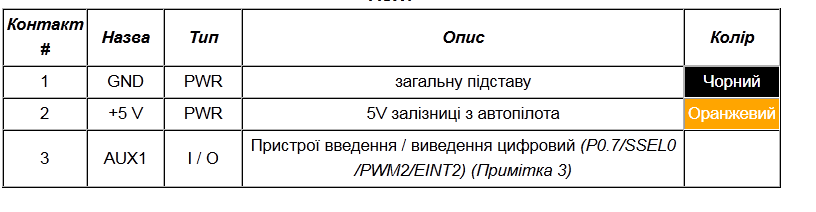 Контакт # Назва Тип Опис Колір
1 GND PWR загальну підставу Чорний
2 +5 V PWR 5V залізниці з автопілота Оранжевий
3 AUX1 I / O Пристрої введення / виведення цифровий (P0.7/SSEL0
/PWM2/EINT2) (Примітка 3)